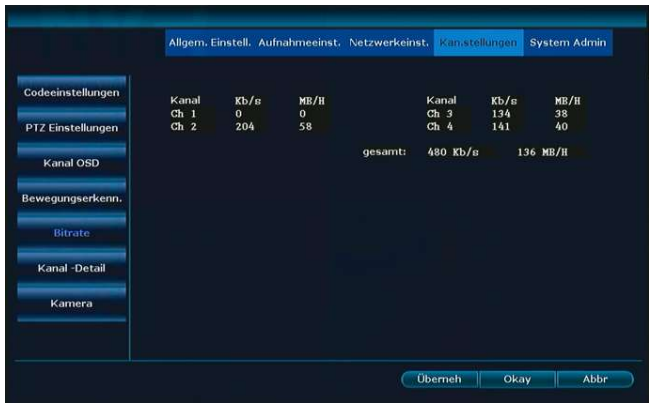 Allgem. Einstell. Aufnahmeeinst. Netzwerkeinst. Kan.stellungen System Admin
Codeeinstellungen
PTZ Einstellungen
Kanal OSD
Bewegungserkenn.
Bitrate
Kanal -Detail
Kamera
Kanal Kb/s MB/H Kanal Kb/s MB/H
Ch 1 0 0 Ch 3 134 38
Ch 2 204 58 Ch 4 141 40
gesamt: 480 Kb/s 136 MB/H
Überneh Okay Abbr